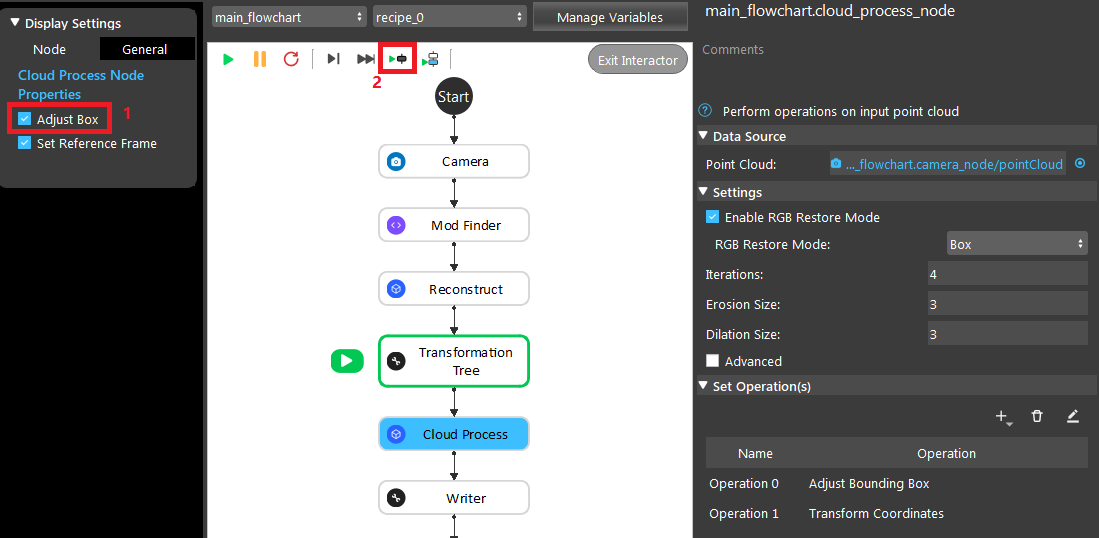 Display Settings
Node
General
Cloud Process Node
Properties
Adjust Box
1
Set Reference Frame
main_flowchart
recipe_0
Manage Variables
2
Exit Interactor
Start
Camera
Mod Finder
Reconstruct
Transformation
Tree
Cloud Process
Writer
main_flowchart.cloud_process_node
Comments
? Perform operations on input point cloud
Data Source
Point Cloud:
..._flowchart.camera_node/pointCloud
Settings
Enable RGB Restore Mode
RGB Restore Mode:
Box
Iterations:
4
Erosion Size:
3
Dilation Size:
3
Advanced
Set Operation(s)
Name
Operation
Operation 0
Adjust Bounding Box
Operation 1
Transform Coordinates